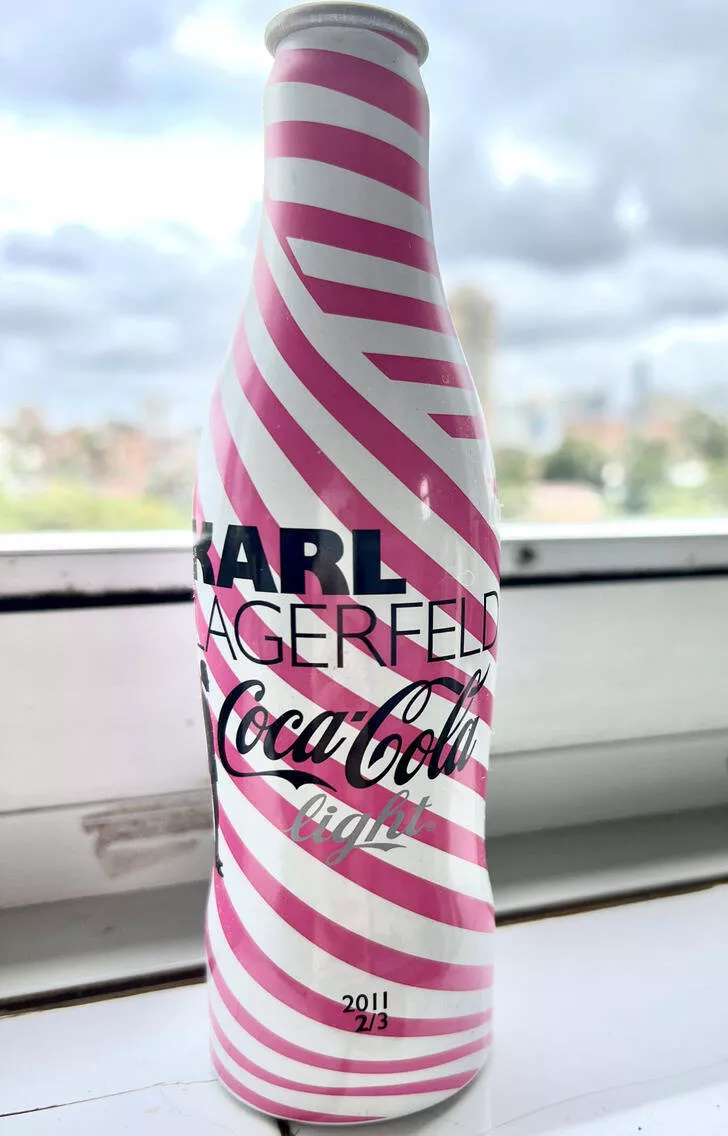 KARL
LAGERFELD
Coca-Cola
light
2011
2/3